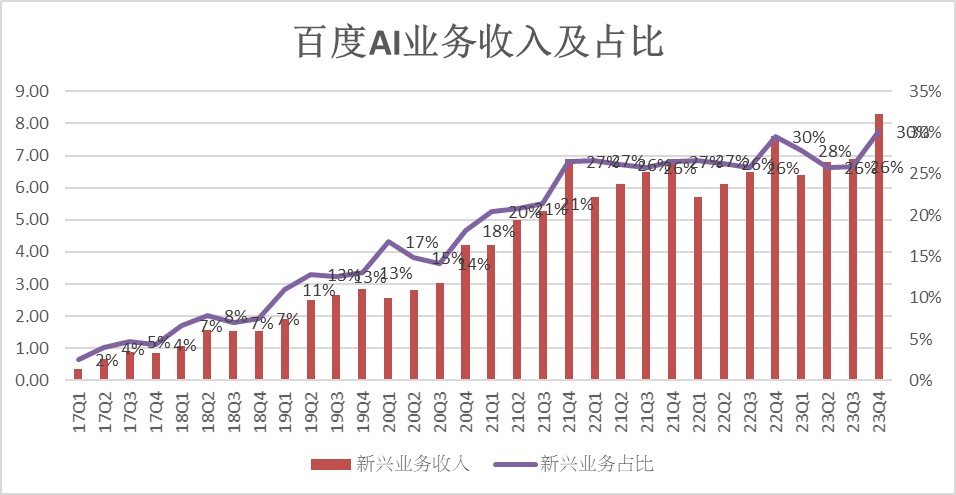 百度AI业务收入及占比
9.00
8.00
7.00
6.00
5.00
4.00
3.00
2.00
1.00
0.00
35%
30%
25%
20%
15%
10%
5%
0%
2%
4%
5%
4%
7%
8%
7%
7%
11%
13%
13%
13%
17%
15%
14%
18%
20%
21%
21%
27%
27%
26%
26%
27%
27%
26%
26%
30%
28%
26%
26%
30%
17Q1
17Q2
17Q3
17Q4
18Q1
18Q2
18Q3
18Q4
19Q1
19Q2
19Q3
19Q4
20Q1
20Q2
20Q3
20Q4
21Q1
21Q2
21Q3
21Q4
22Q1
22Q2
21Q3
21Q4
22Q1
22Q2
22Q3
22Q4
23Q1
23Q2
23Q3
23Q4
新兴业务收入
新兴业务占比